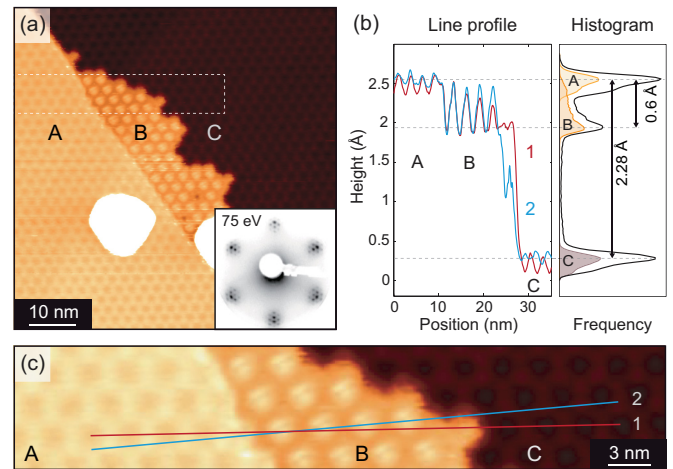 (a)
A
B
C
75 eV
10 nm
(b)
Line profile
Histogram
Height (Å)
2.5
2
1.5
1
0.5
0
A
B
1
2
C
0
10
20
30
Position (nm)
A
B
C
0.6 Å
2.28 Å
Frequency
(c)
2
1
A
B
C
3 nm